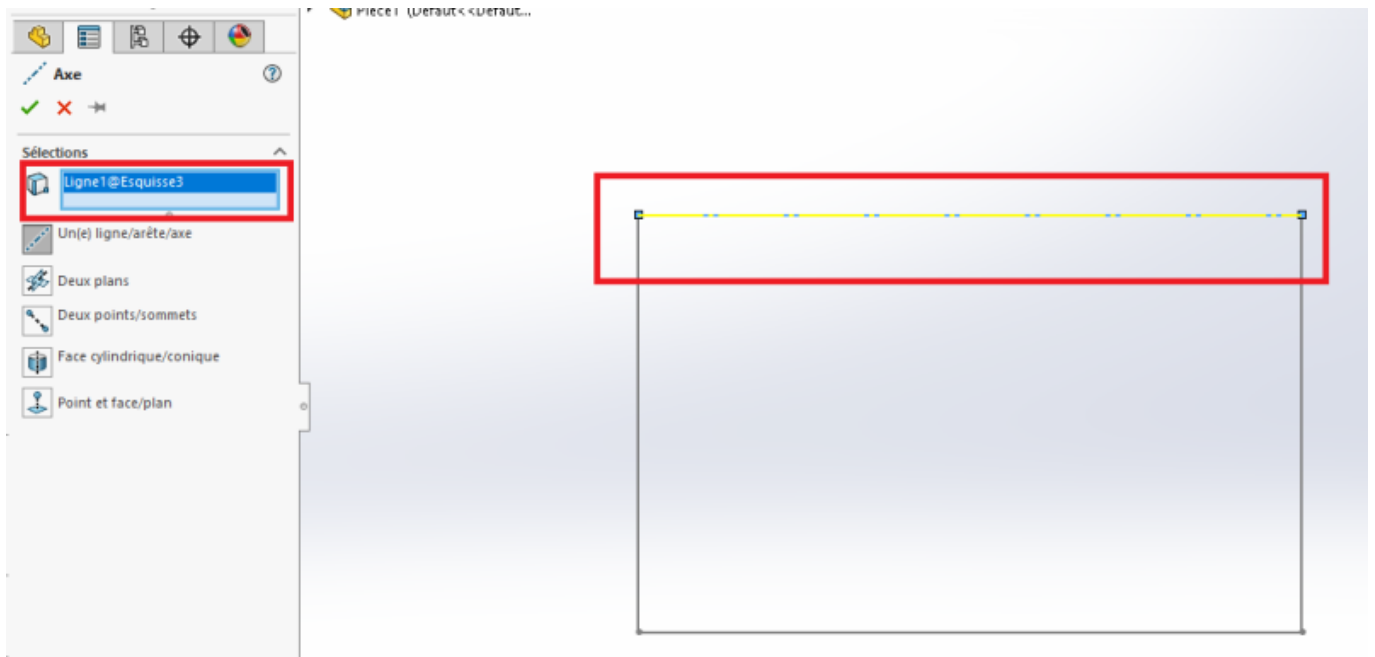 Pièce1 (Défaut<<Défaut...
Axe
Sélections
Ligne1@Esquisse3
Un(e) ligne/arête/axe
Deux plans
Deux points/sommets
Face cylindrique/conique
Point et face/plan